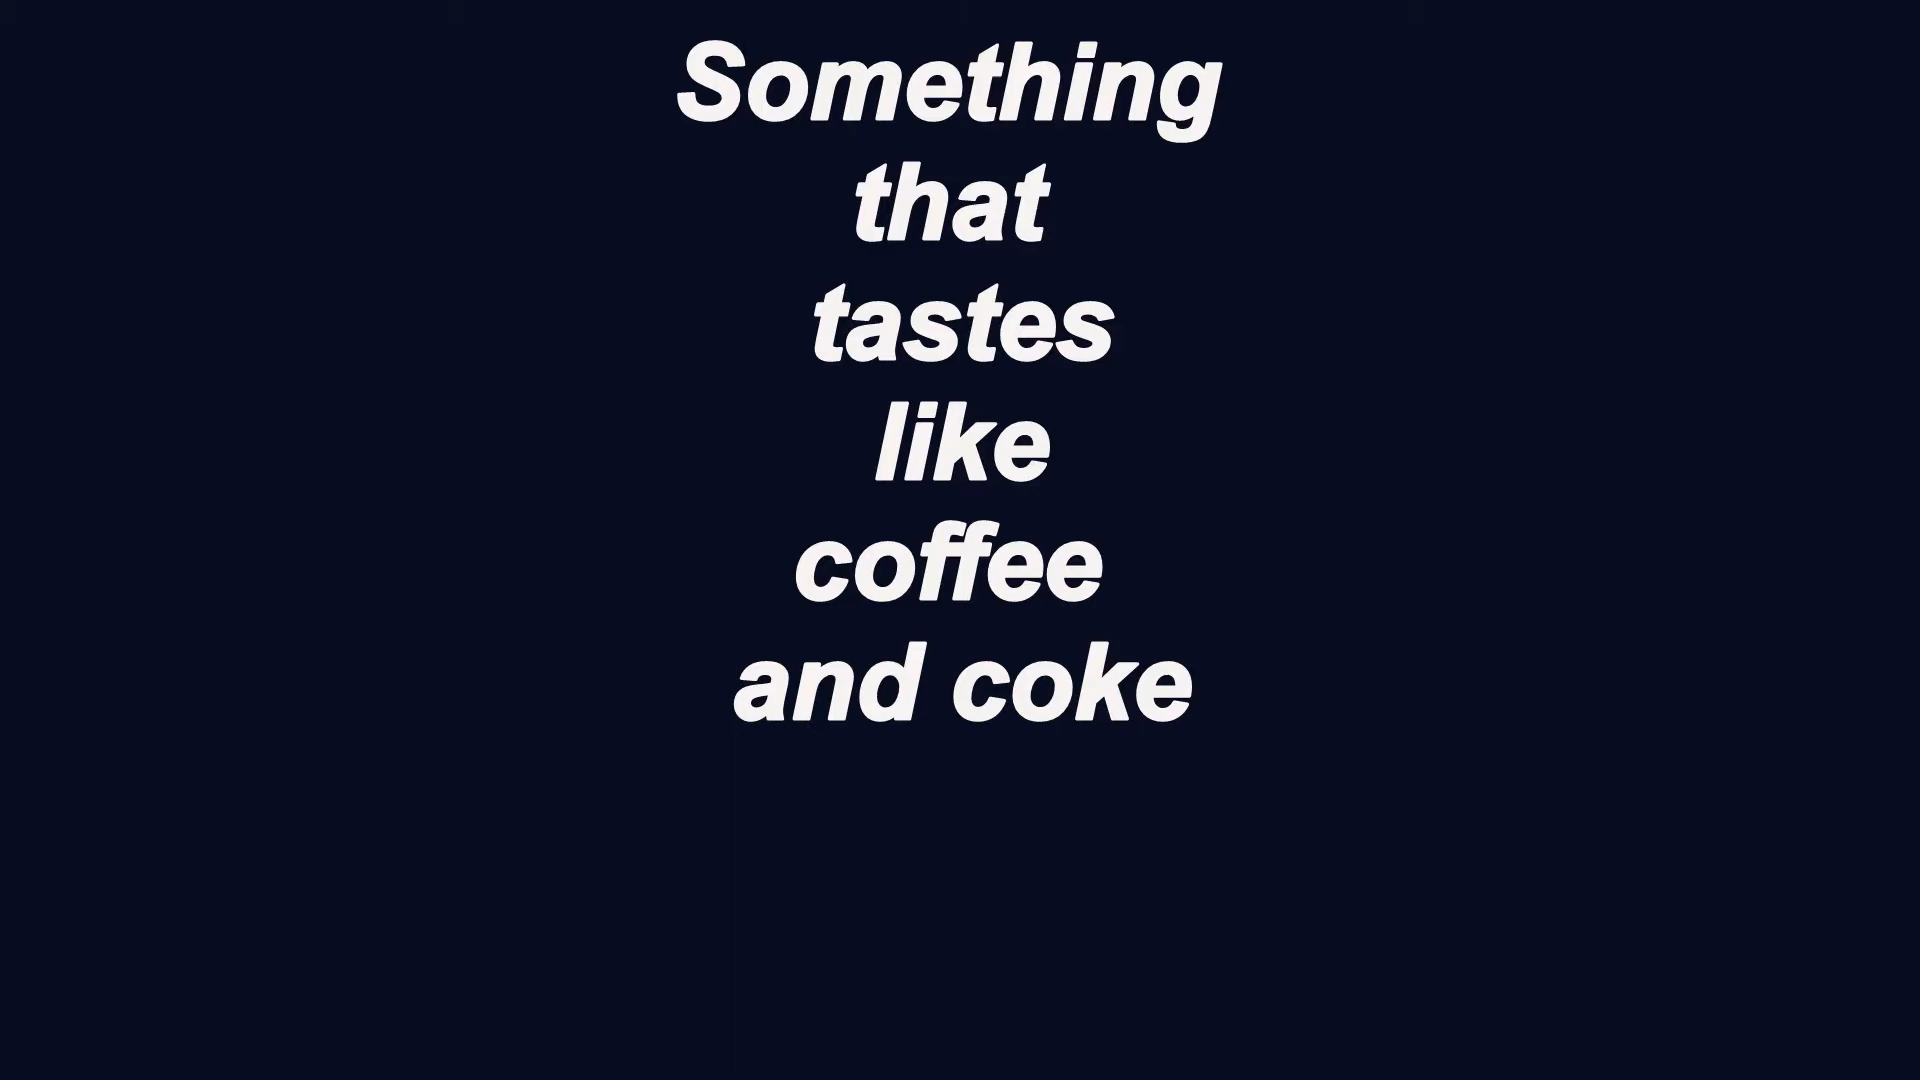 Something
that
tastes
like
coffee
and coke